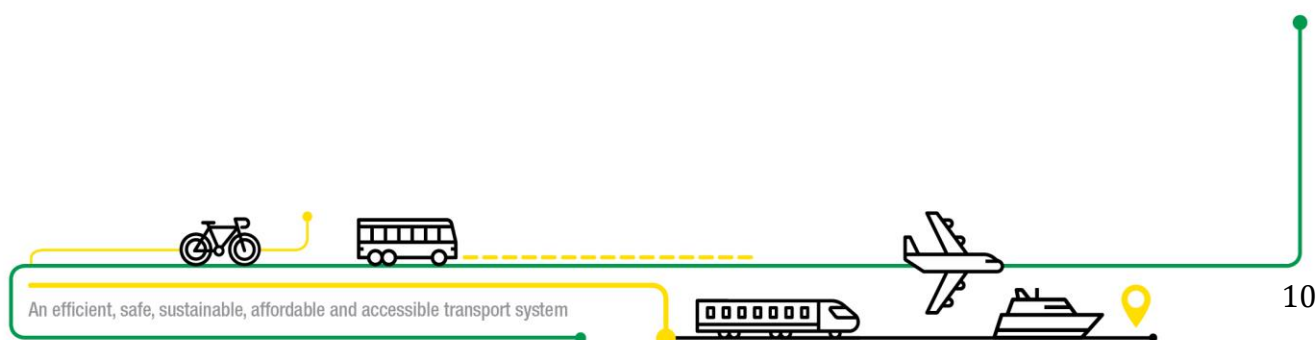 An efficient, safe, sustainable, affordable and accessible transport system
10